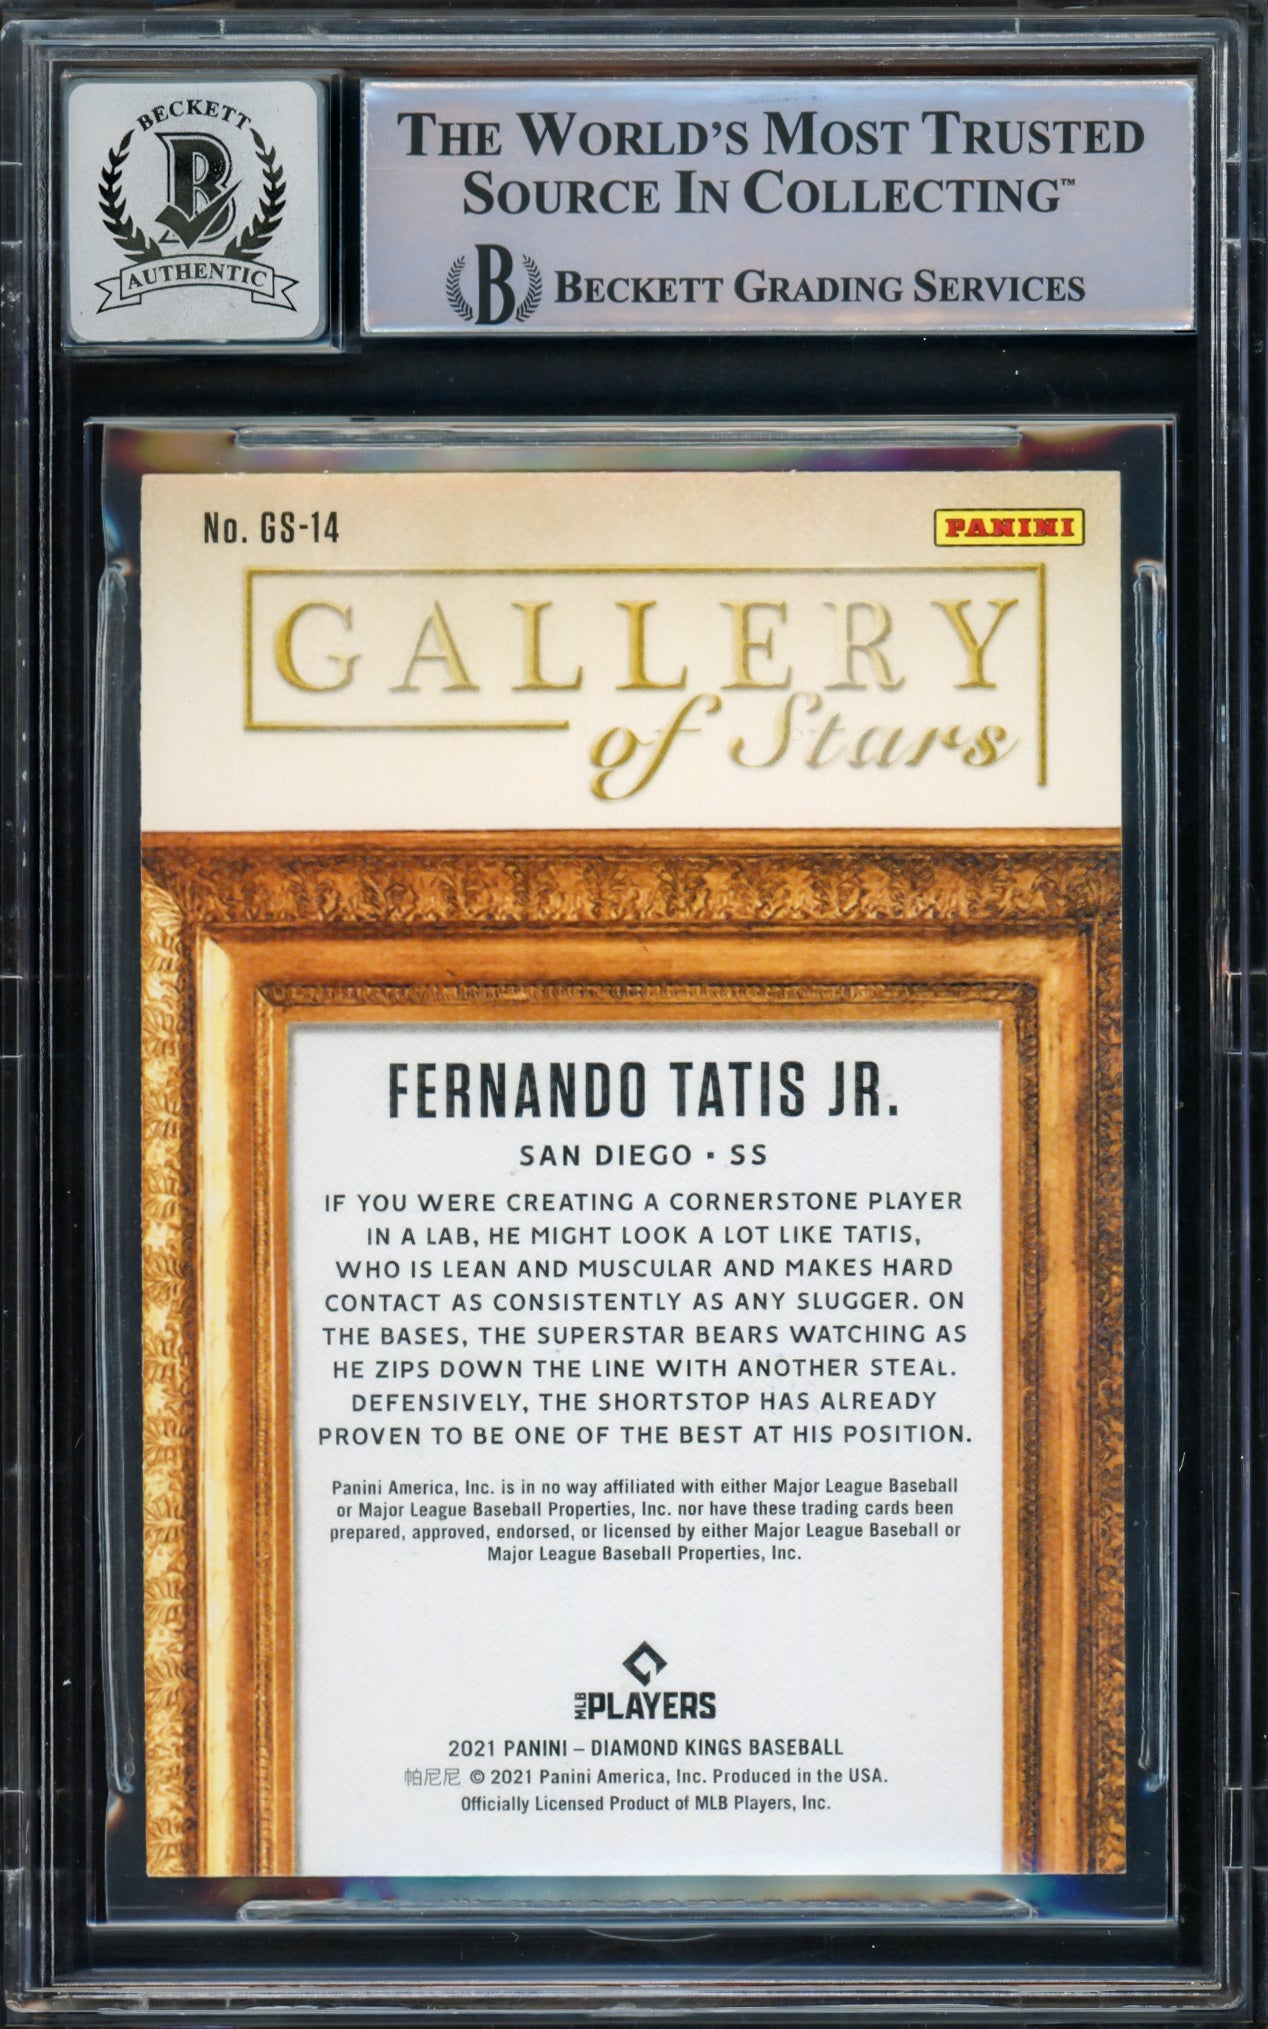 BECKETT
B
AUTHENTIC
THE WORLD'S MOST TRUSTED
SOURCE IN COLLECTING™
B BECKETT GRADING SERVICES
No. GS-14
PANINI
GALLERY
of Stars
FERNANDO TATIS JR.
SAN DIEGO ▪ SS
IF YOU WERE CREATING A CORNERSTONE PLAYER
IN A LAB, HE MIGHT LOOK A LOT LIKE TATIS,
WHO IS LEAN AND MUSCULAR AND MAKES HARD
CONTACT AS CONSISTENTLY AS ANY SLUGGER. ON
THE BASES, THE SUPERSTAR BEARS WATCHING AS
HE ZIPS DOWN THE LINE WITH ANOTHER STEAL.
DEFENSIVELY, THE SHORTSTOP HAS ALREADY
PROVEN TO BE ONE OF THE BEST AT HIS POSITION.
Panini America, Inc. is in no way affiliated with either Major League Baseball
or Major League Baseball Properties, Inc. nor have these trading cards been
prepared, approved, endorsed, or licensed by either Major League Baseball or
Major League Baseball Properties, Inc.
MLB PLAYERS
2021 PANINI – DIAMOND KINGS BASEBALL
帕尼尼 © 2021 Panini America, Inc. Produced in the USA.
Officially Licensed Product of MLB Players, Inc.